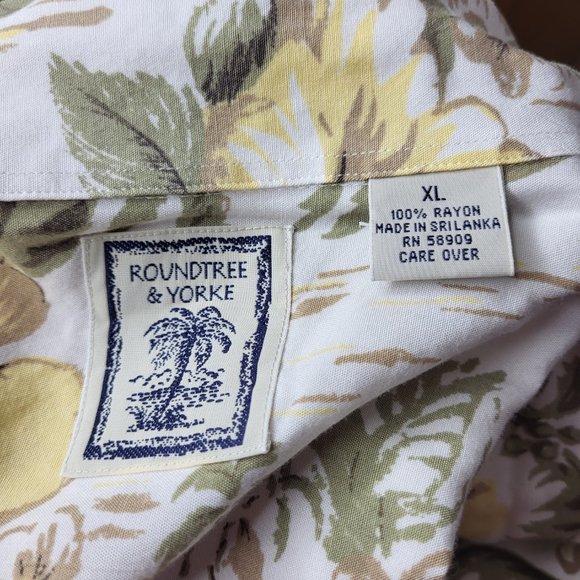 XL
100% RAYON
MADE IN SRILANKA
RN 58909
CARE OVER
ROUNDTREE
& YORKE